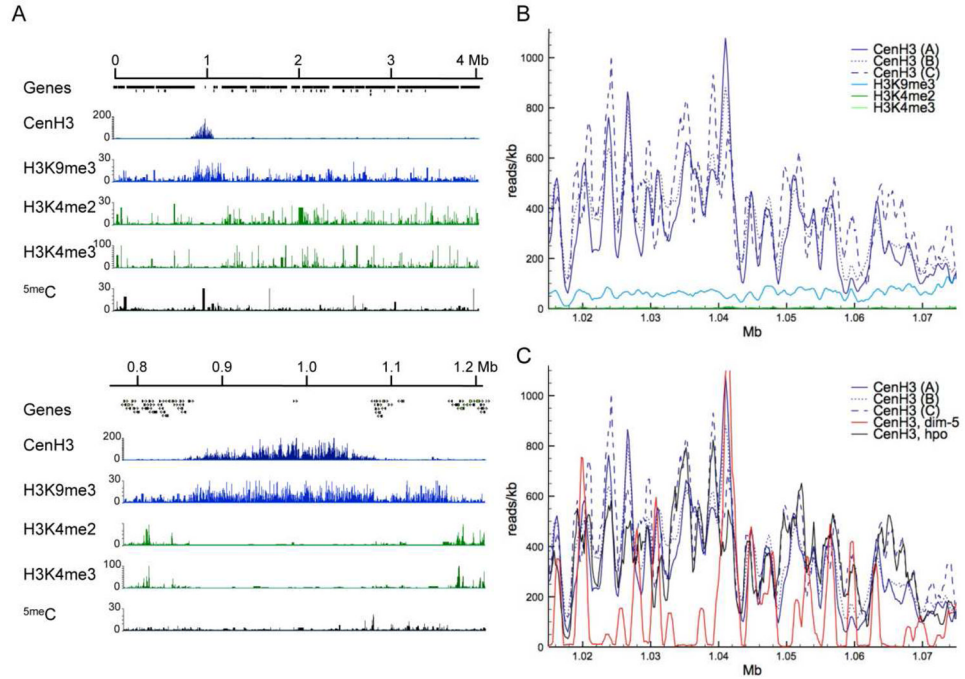 A
0 1 2 3 4 Mb
Genes
CenH3
200
0
H3K9me3
30
0
H3K4me2
30
0
H3K4me3
100
0
5meC
30
0
0.8 0.9 1.0 1.1 1.2 Mb
Genes
CenH3
200
0
H3K9me3
30
0
H3K4me2
30
0
H3K4me3
100
0
5meC
30
0
B
CenH3 (A)
CenH3 (B)
CenH3 (C)
H3K9me3
H3K4me2
H3K4me3
reads/kb
1000
800
600
400
200
0
1.02 1.03 1.04 1.05 1.06 1.07
Mb
C
CenH3 (A)
CenH3 (B)
CenH3 (C)
CenH3, dim-5
CenH3, hpo
reads/kb
1000
800
600
400
200
0
1.02 1.03 1.04 1.05 1.06 1.07
Mb